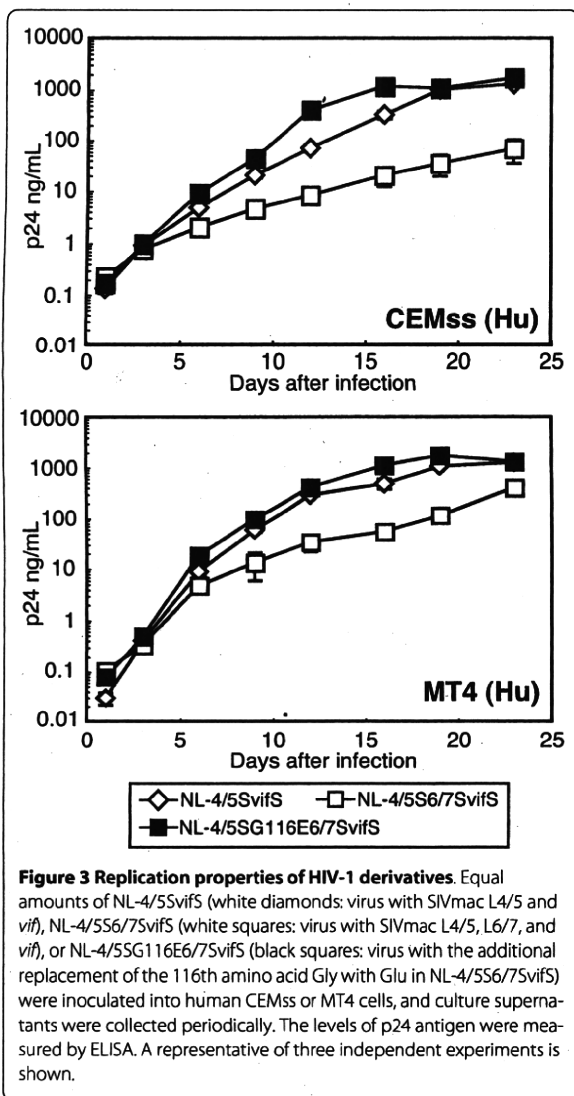 10000
1000
100
10
1
0.1
0.01
p24 ng/mL
CEMss (Hu)
0 5 10 15 20 25
Days after infection
10000
1000
100
10
1
0.1
0.01
p24 ng/mL
MT4 (Hu)
0 5 10 15 20 25
Days after infection
NL-4/5SvifS NL-4/5S6/7SvifS
NL-4/5SG116E6/7SvifS
Figure 3 Replication properties of HIV-1 derivatives. Equal
amounts of NL-4/5SvifS (white diamonds: virus with SIVmac L4/5 and
vif), NL-4/5S6/7SvifS (white squares: virus with SIVmac L4/5, L6/7, and
vif), or NL-4/5SG116E6/7SvifS (black squares: virus with the additional
replacement of the 116th amino acid Gly with Glu in NL-4/5S6/7SvifS)
were inoculated into human CEMss or MT4 cells, and culture superna-
tants were collected periodically. The levels of p24 antigen were mea-
sured by ELISA. A representative of three independent experiments is
shown.